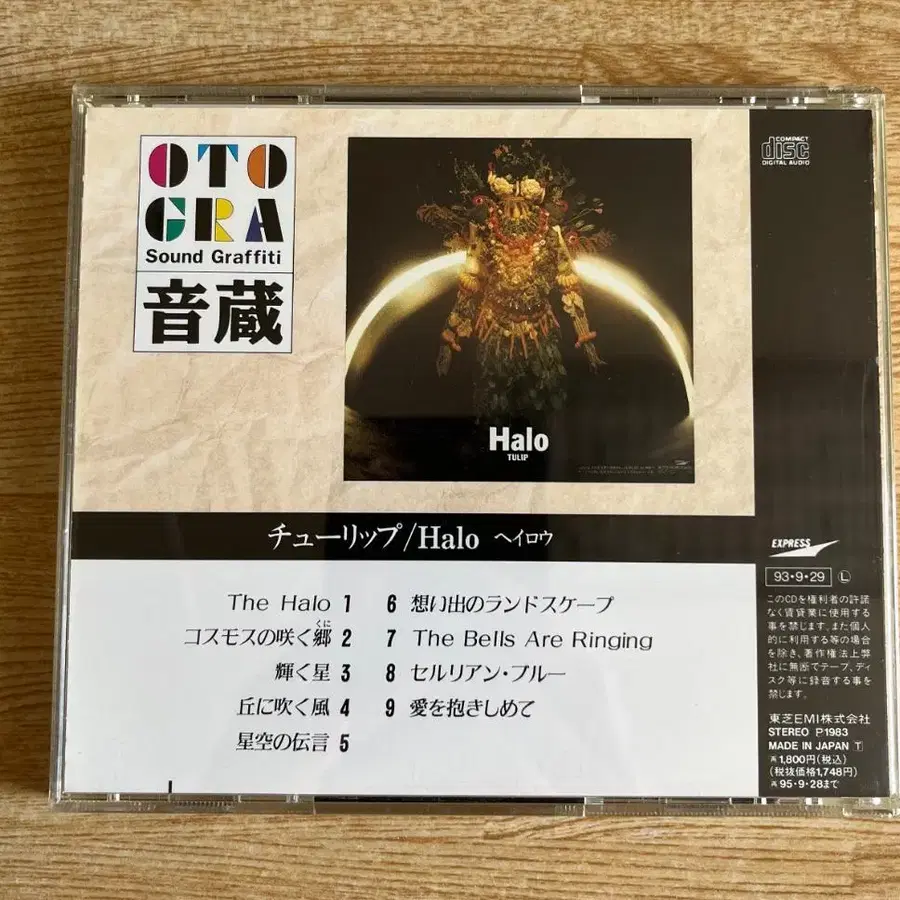 OTO
GRA
Sound Graffiti
音蔵
Halo
TULIP
COMPACT
disc
DIGITAL AUDIO
チューリップ/Halo ヘイロウ
The Halo 1
コスモスの咲く郷 2
くに
輝く星 3
丘に吹く風 4
星空の伝言 5
6 想い出のランドスケープ
7 The Bells Are Ringing
8 セルリアン・ブルー
9 愛を抱きしめて
EXPRESS
93・9・29 Ⓛ
このCDを権利者の許諾
なく賃貸業に使用する
事を禁じます。また個人
的に利用する等の場合
を除き、著作権法上弊
社に無断でテープ、ディ
スク等に録音する事を
禁じます。
東芝EMI株式会社
STEREO P1983
MADE IN JAPAN T
再1,800円(税込)
(税抜価格1,748円)
再95・9・28まで